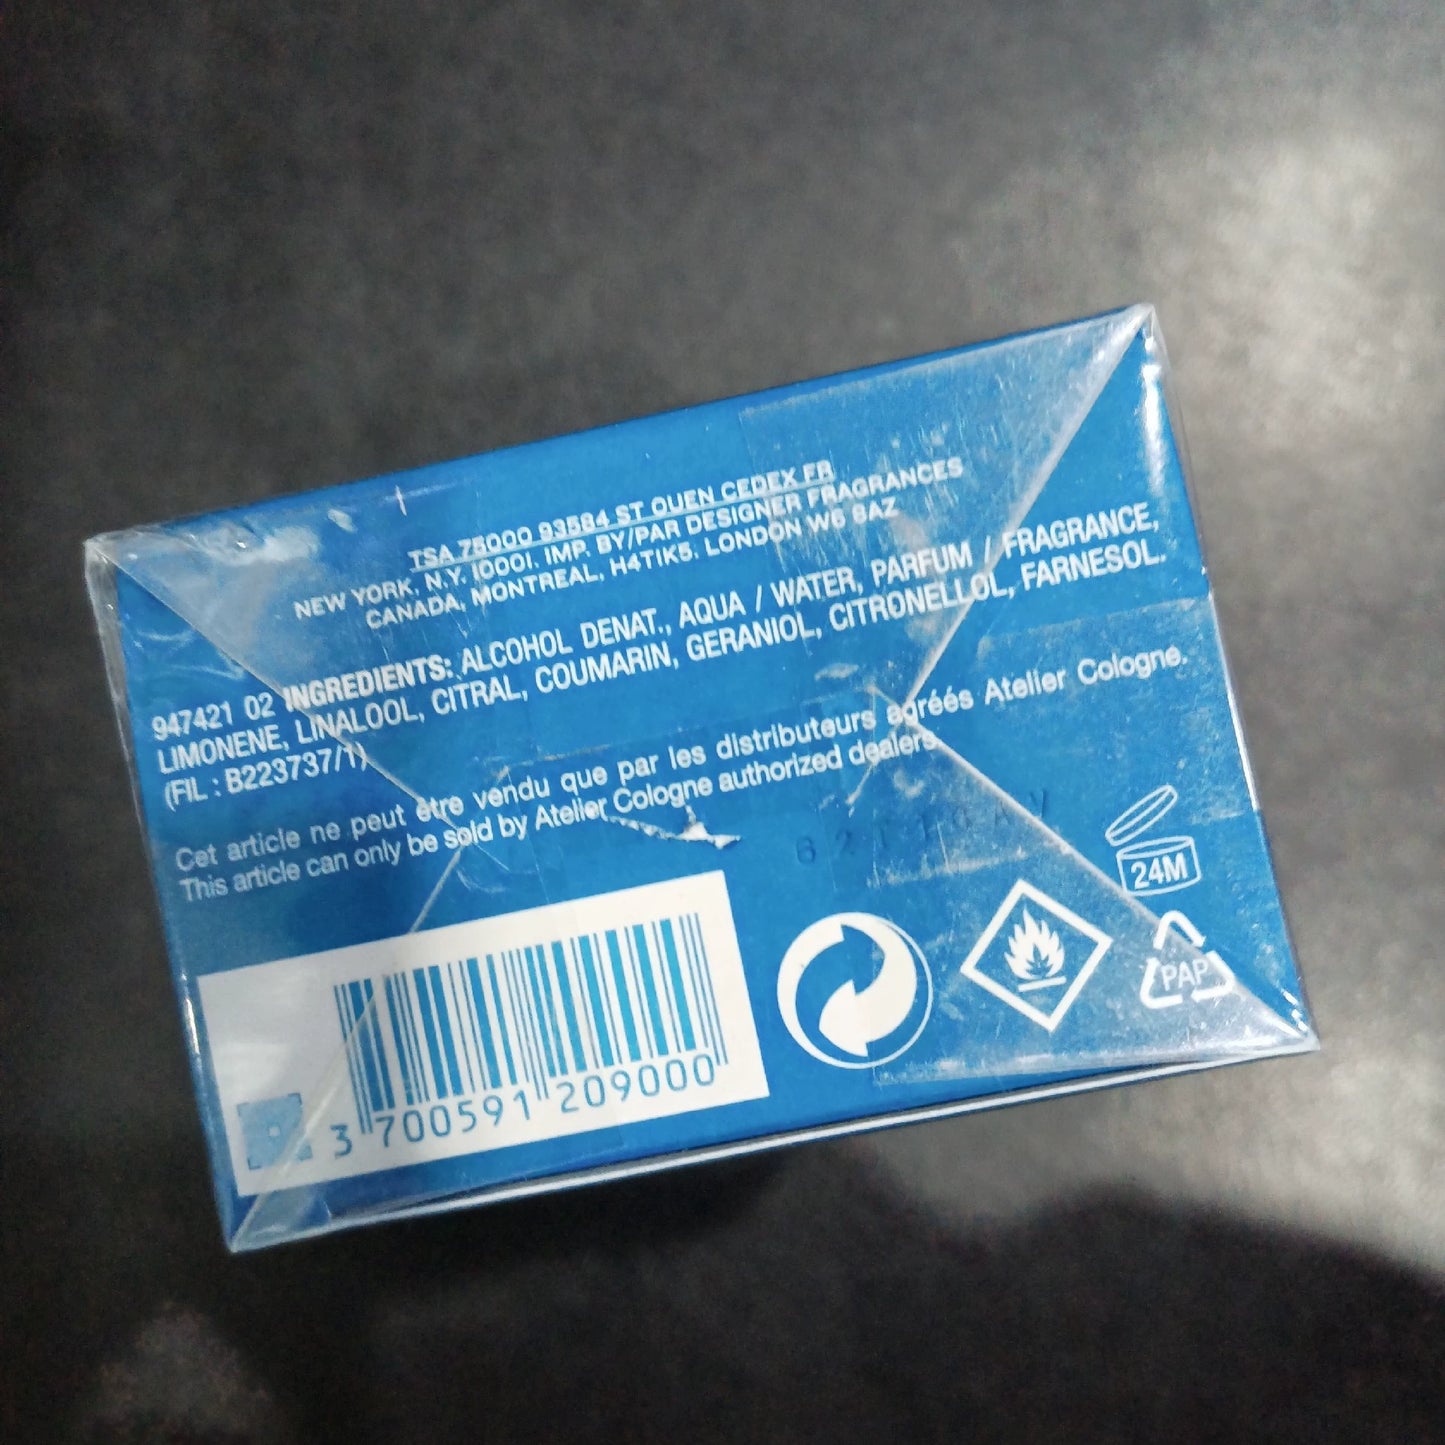 TSA 75000 93584 ST OUEN CEDEX FR
NEW YORK, N.Y. 10001. IMP. BY/PAR DESIGNER FRAGRANCES
CANADA, MONTREAL, H4T1K5. LONDON W6 8AZ
947421 02 INGREDIENTS: ALCOHOL DENAT., AQUA / WATER, PARFUM / FRAGRANCE,
LIMONENE, LINALOOL, CITRAL, COUMARIN, GERANIOL, CITRONELLOL, FARNESOL.
(FIL : B223737/1)
Cet article ne peut être vendu que par les distributeurs agréés Atelier Cologne.
This article can only be sold by Atelier Cologne authorized dealers
24M
PAP
3 700591 209000